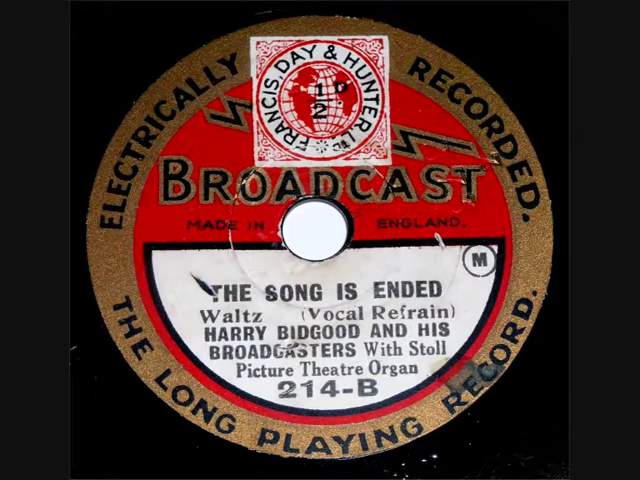 ELECTRICALLY RECORDED.
FRANCIS, DAY & HUNTER LTD.
1/2 D.
BROADCAST
MADE IN ENGLAND.
M
THE SONG IS ENDED
Waltz (Vocal Refrain)
HARRY BIDGOOD AND HIS
BROADCASTERS With Stoll
Picture Theatre Organ
214-B
THE LONG PLAYING RECORD.